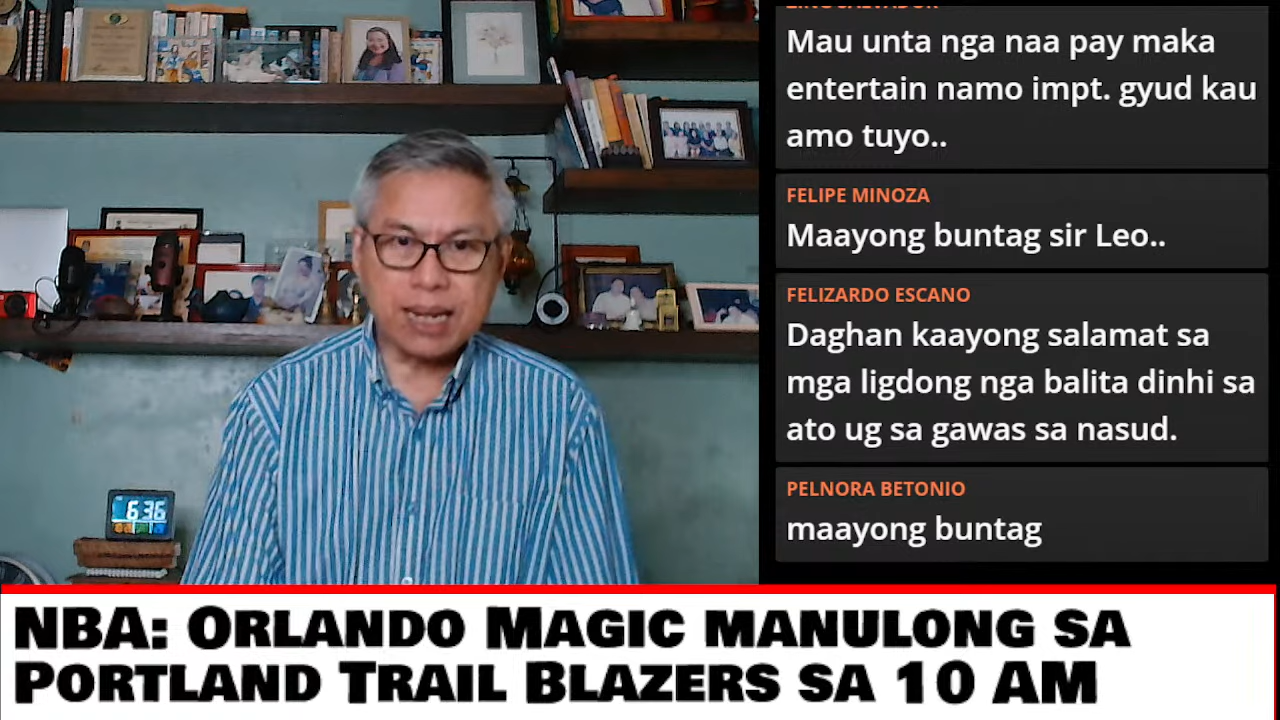 Mau unta nga naa pay maka
entertain namo impt. gyud kau
amo tuyo..
FELIPE MINOZA
Maayong buntag sir Leo..
FELIZARDO ESCANO
Daghan kaayong salamat sa
mga ligdong nga balita dinhi sa
ato ug sa gawas sa nasud.
PELNORA BETONIO
maayong buntag
6:36
NBA: ORLANDO MAGIC MANULONG SA
PORTLAND TRAIL BLAZERS SA 10 AM